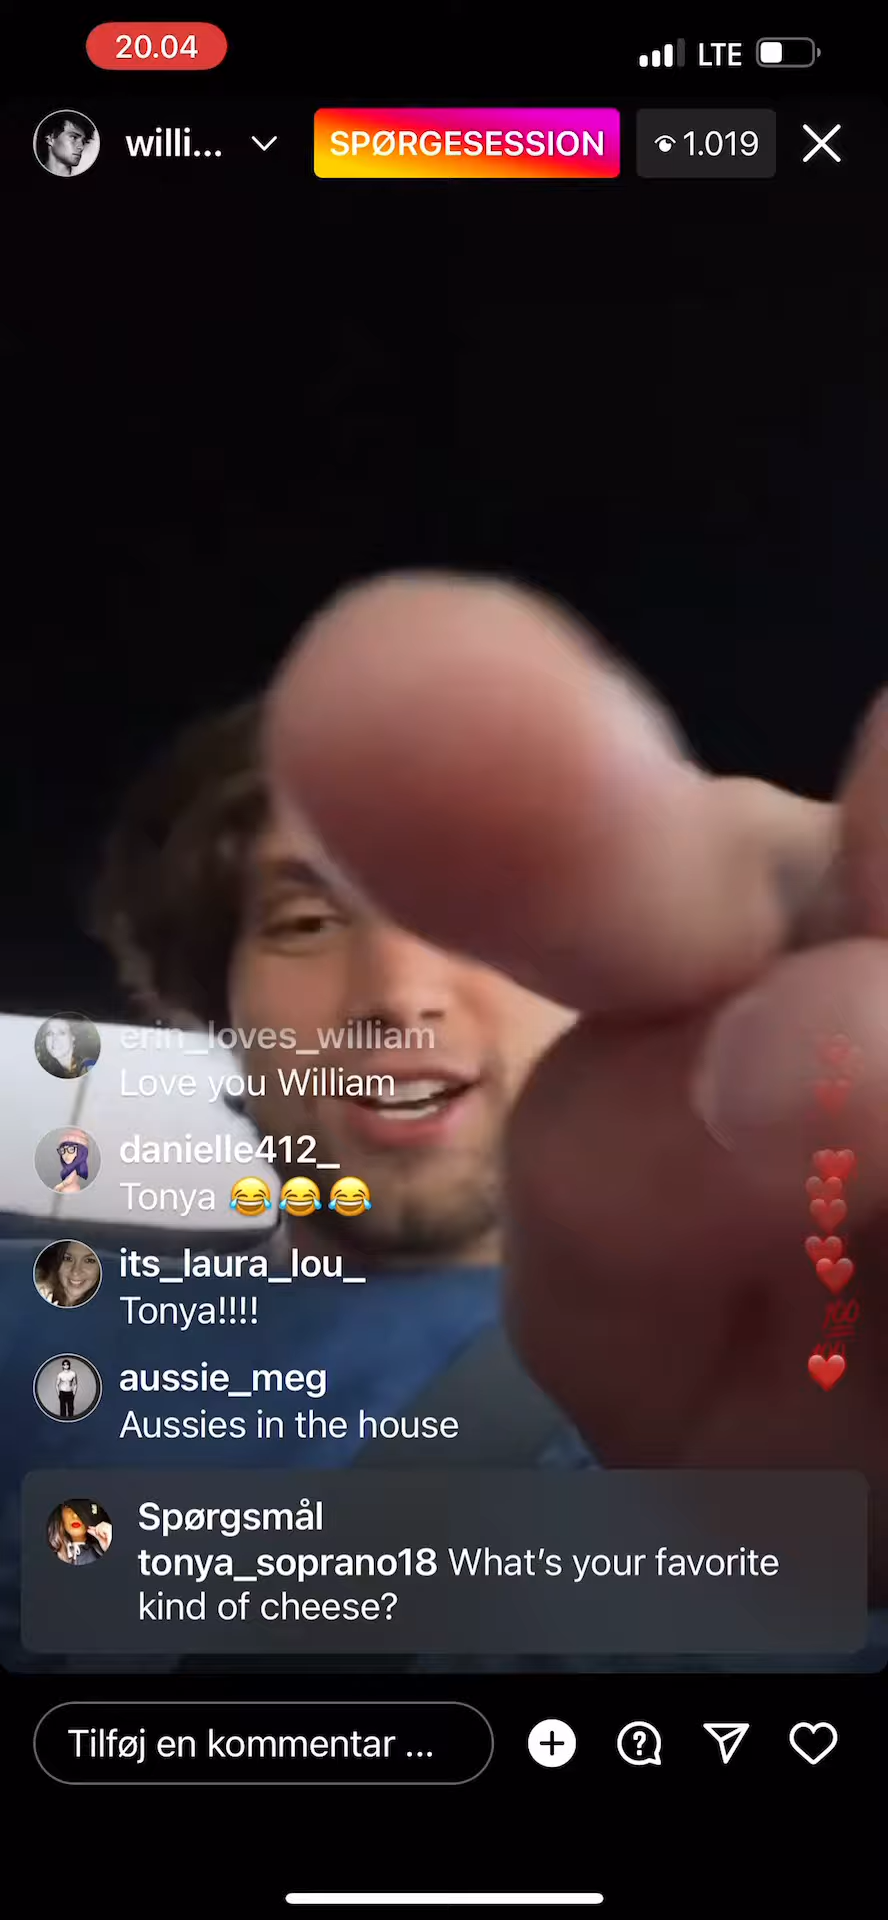 20.04
LTE
willi...
SPØRGESESSION
1.019
erin_loves_william
Love you William
danielle412_
Tonya 😂😂😂
its_laura_lou_
Tonya!!!!
aussie_meg
Aussies in the house
Spørgsmål
tonya_soprano18 What's your favorite
kind of cheese?
Tilføj en kommentar ...